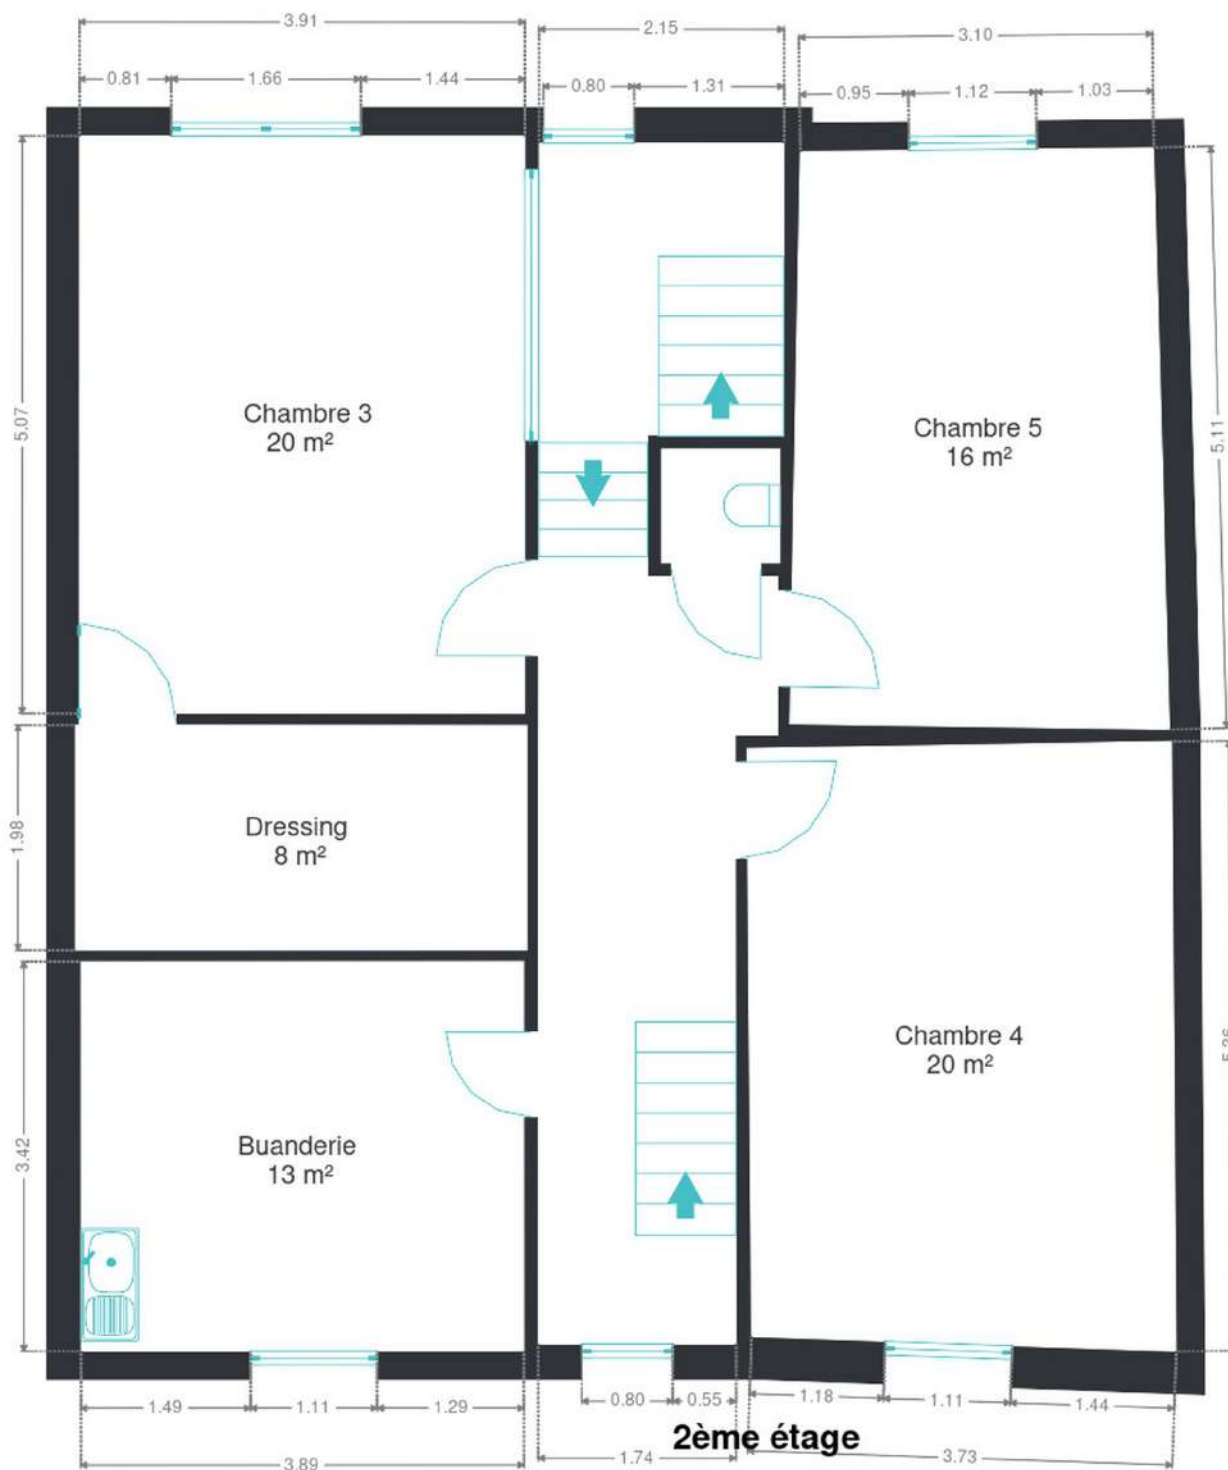 3.91
2.15
3.10
0.81
1.66
1.44
0.80
1.31
0.95
1.12
1.03
5.07
5.11
Chambre 3
20 m²
Chambre 5
16 m²
1.98
Dressing
8 m²
3.42
Buanderie
13 m²
Chambre 4
20 m²
1.49
1.11
1.29
0.80
0.55
1.18
1.11
1.44
3.89
1.74
2ème étage
3.73